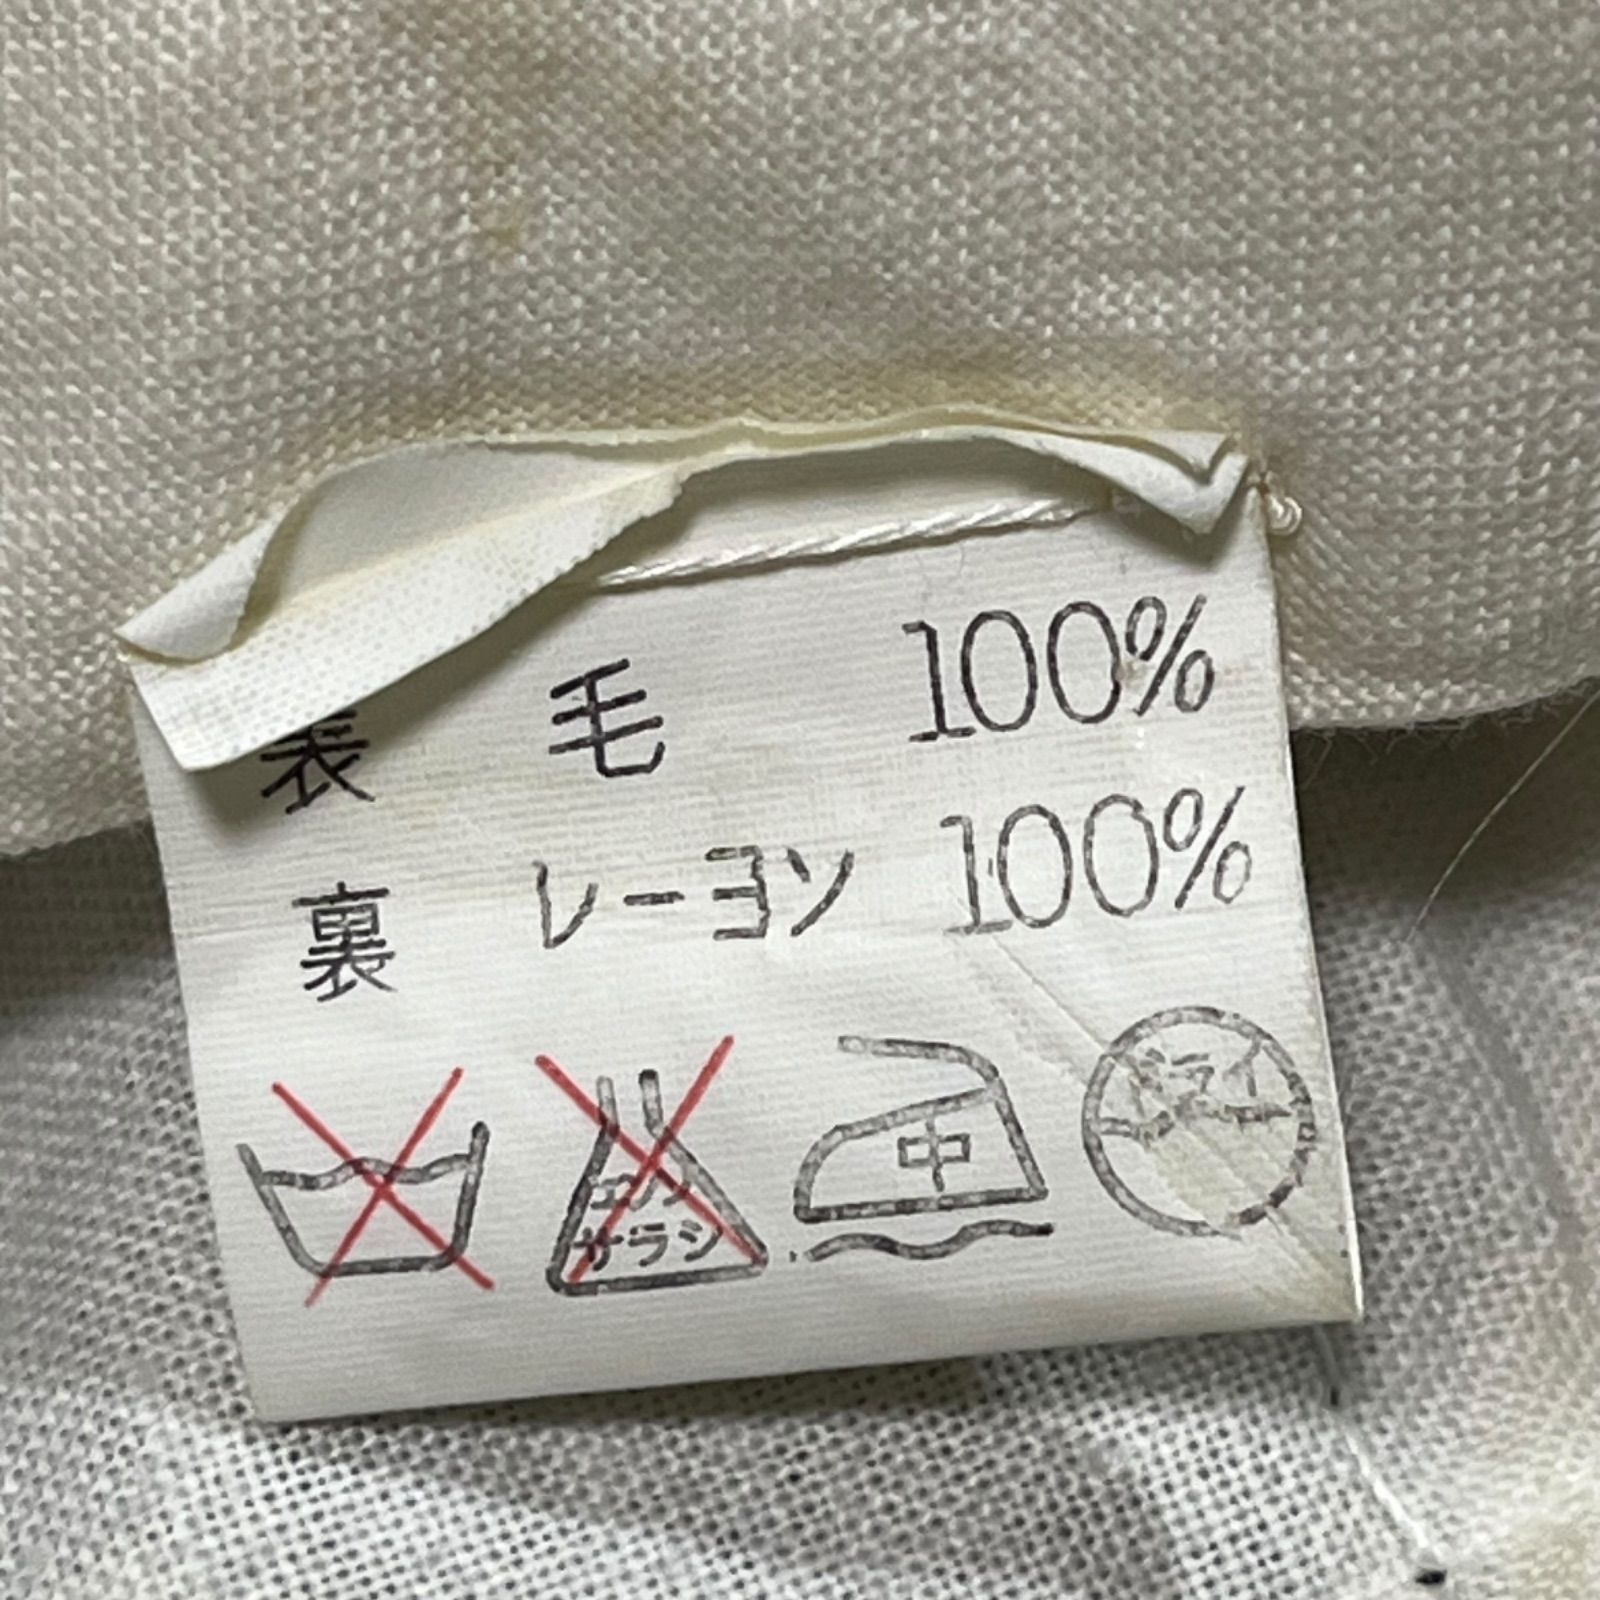 表 毛 100%
裏 レーヨン 100%
エンソ
サラシ
中
ドライ